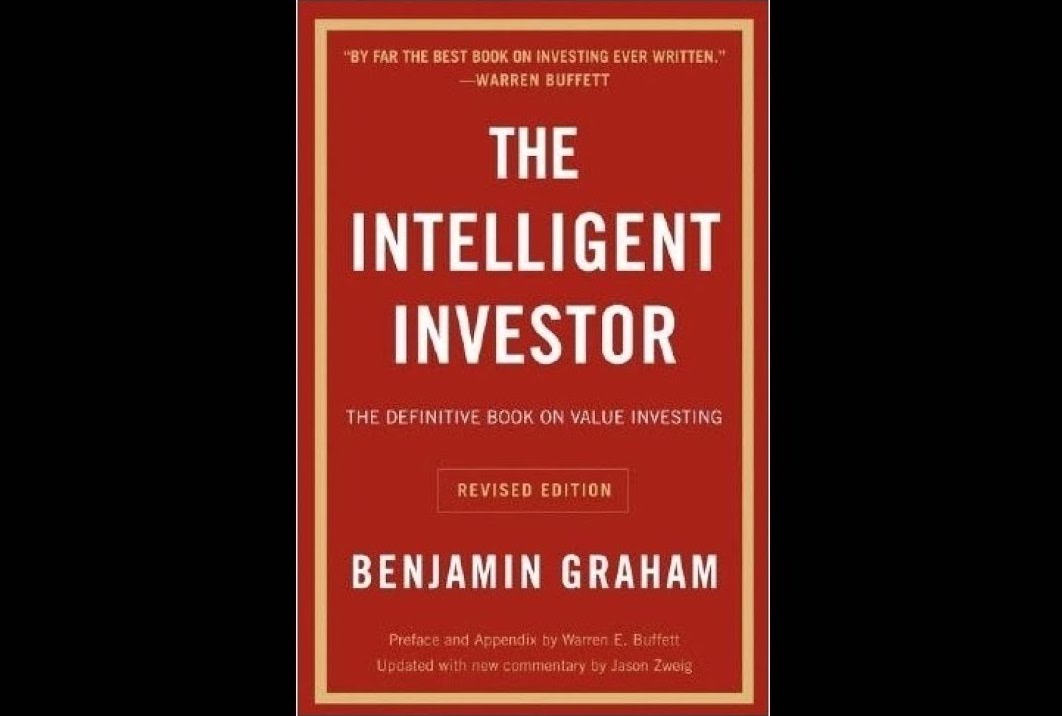 “BY FAR THE BEST BOOK ON INVESTING EVER WRITTEN.”
—WARREN BUFFETT
THE
INTELLIGENT
INVESTOR
THE DEFINITIVE BOOK ON VALUE INVESTING
REVISED EDITION
BENJAMIN GRAHAM
Preface and Appendix by Warren E. Buffett
Updated with new commentary by Jason Zweig